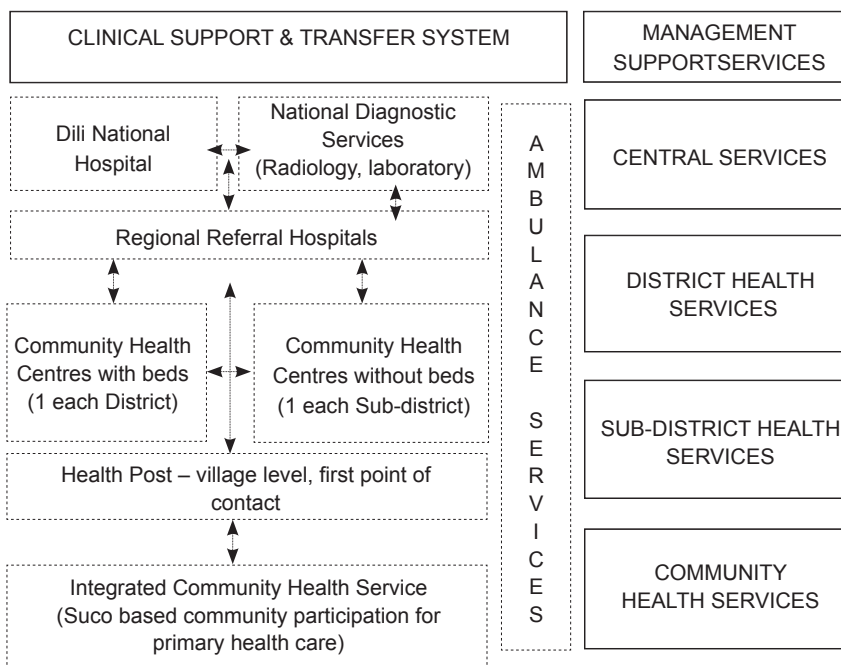 CLINICAL SUPPORT & TRANSFER SYSTEM
MANAGEMENT
SUPPORTSERVICES
Dili National
Hospital
National Diagnostic
Services
(Radiology, laboratory)
Regional Referral Hospitals
Community Health
Centres with beds
(1 each District)
Community Health
Centres without beds
(1 each Sub-district)
Health Post – village level, first point of
contact
Integrated Community Health Service
(Suco based community participation for
primary health care)
A
M
B
U
L
A
N
C
E
S
E
R
V
I
C
E
S
CENTRAL SERVICES
DISTRICT HEALTH
SERVICES
SUB-DISTRICT HEALTH
SERVICES
COMMUNITY
HEALTH SERVICES